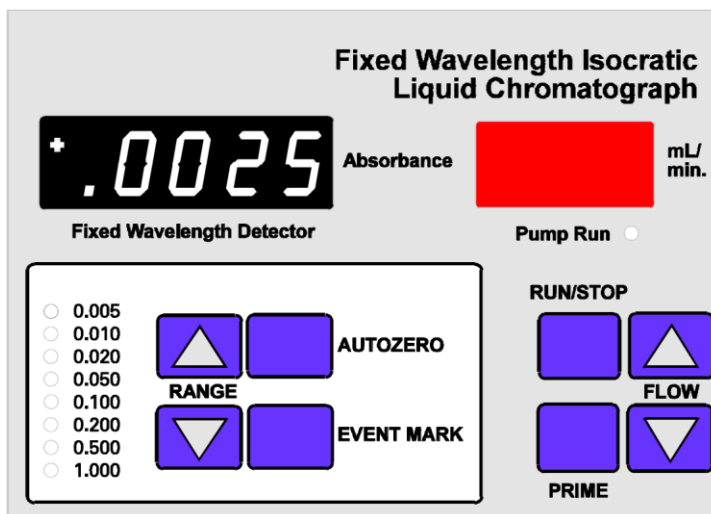 Fixed Wavelength Isocratic
Liquid Chromatograph
+.0025
Absorbance
mL/
min.
Fixed Wavelength Detector
Pump Run
0.005
0.010
0.020
0.050
0.100
0.200
0.500
1.000
RANGE
AUTOZERO
EVENT MARK
RUN/STOP
FLOW
PRIME